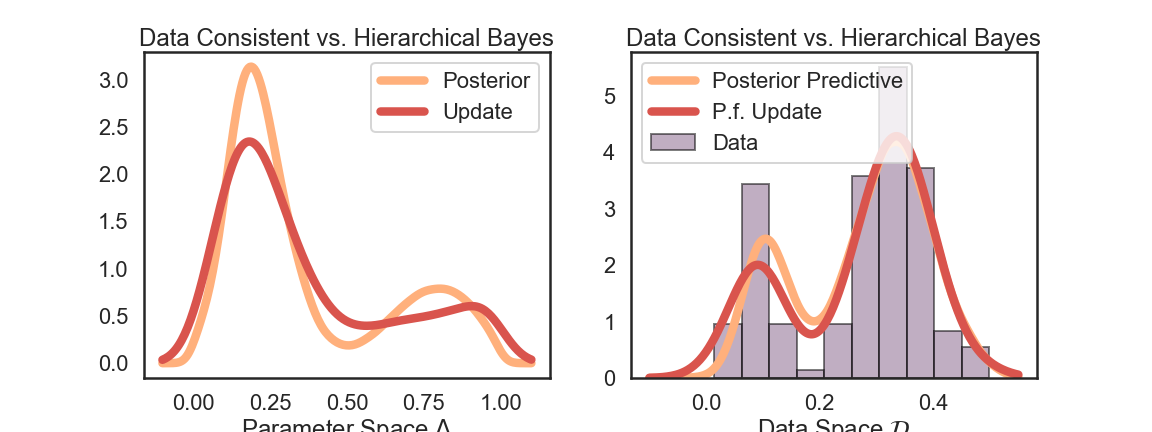 Data Consistent vs. Hierarchical Bayes
3.0
2.5
2.0
1.5
1.0
0.5
0.0
Posterior
Update
0.00 0.25 0.50 0.75 1.00
Parameter Space Λ
Data Consistent vs. Hierarchical Bayes
5
4
3
2
1
0
Posterior Predictive
P.f. Update
Data
0.0 0.2 0.4
Data Space 𝒟